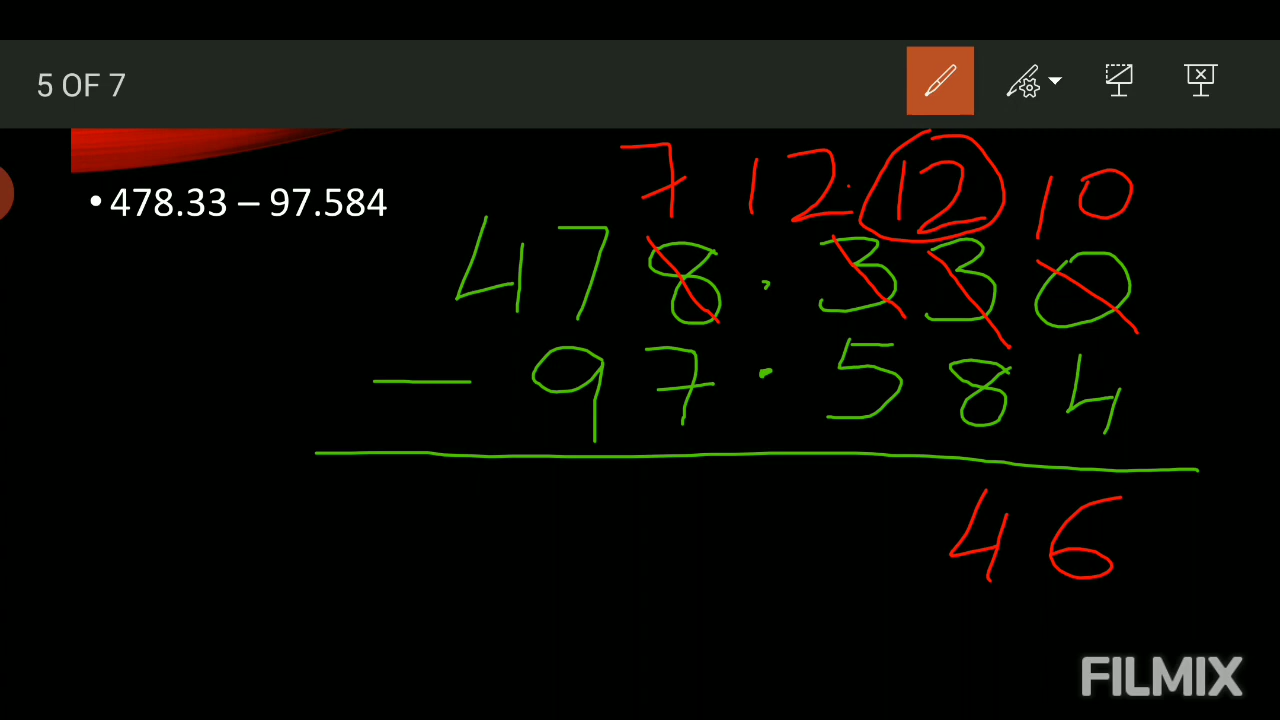 5 OF 7
• 478.33 – 97.584
7 12 12 10
478.330
– 97.584
46
FILMIX